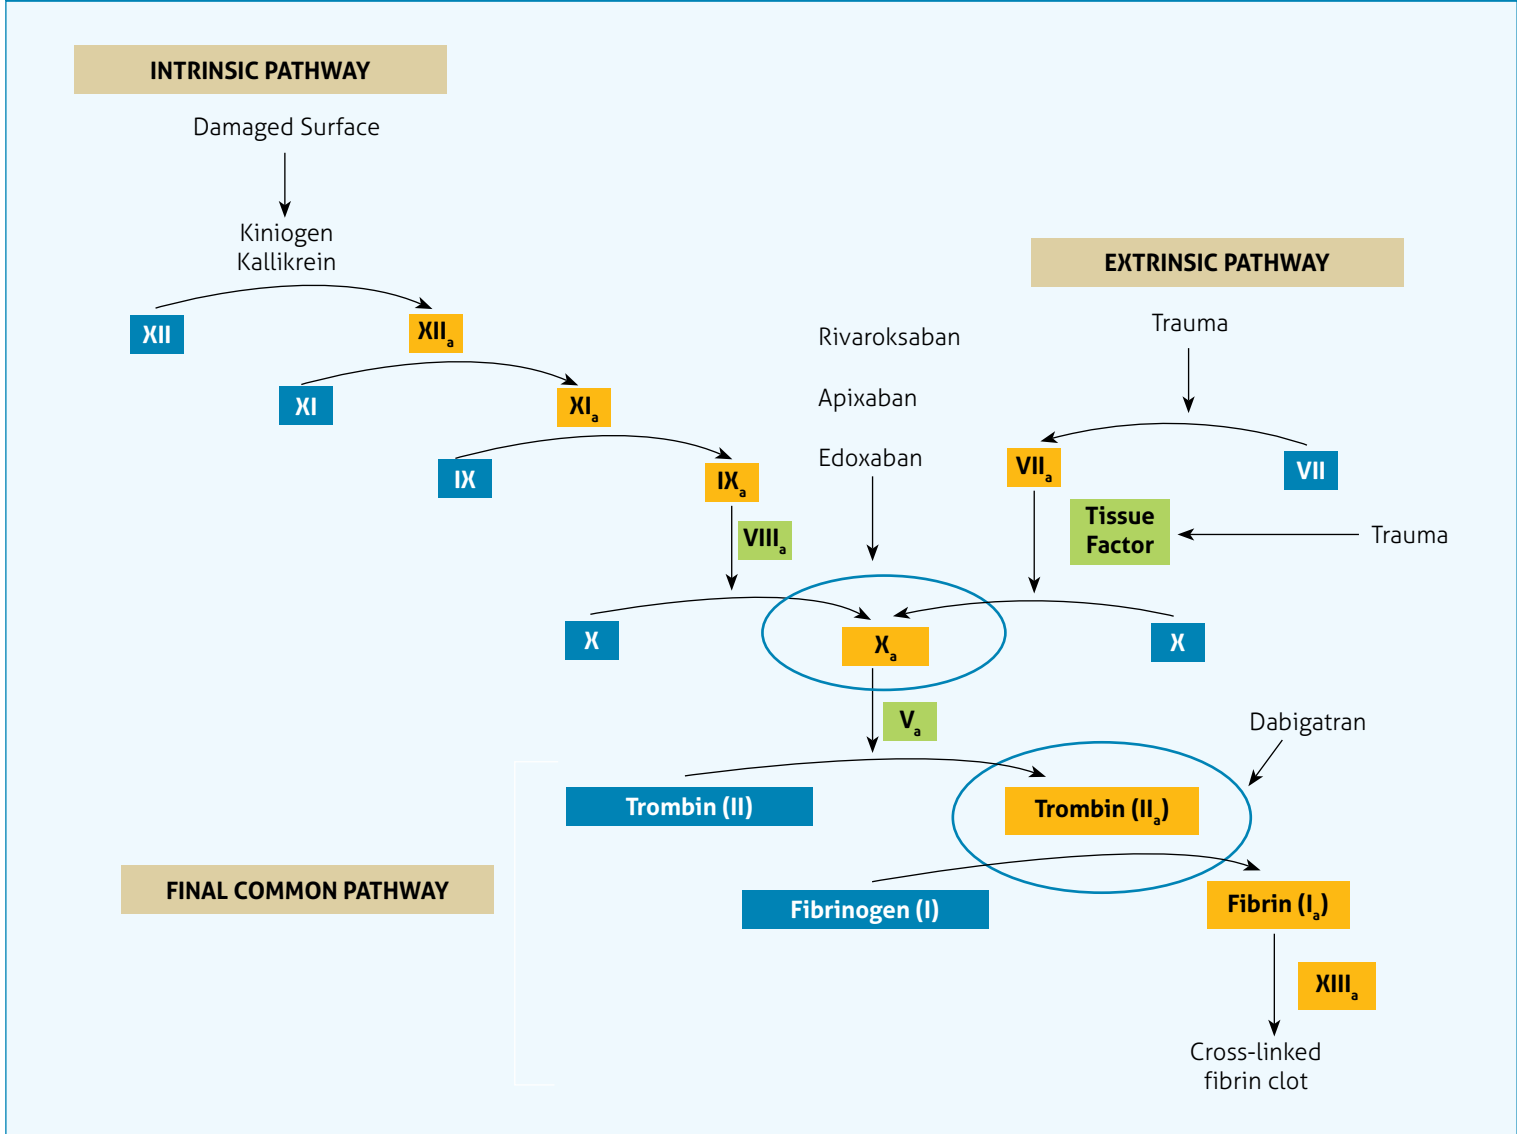 INTRINSIC PATHWAY
Damaged Surface
Kiniogen
Kallikrein
EXTRINSIC PATHWAY
Trauma
XII
XIIa
Rivaroksaban
XI
XIa
Apixaban
Edoxaban
IX
IXa
VIIa
VII
VIIIa
Tissue
Factor
Trauma
X
Xa
X
Va
Dabigatran
Trombin (II)
Trombin (IIa)
FINAL COMMON PATHWAY
Fibrinogen (I)
Fibrin (Ia)
XIIIa
Cross-linked
fibrin clot